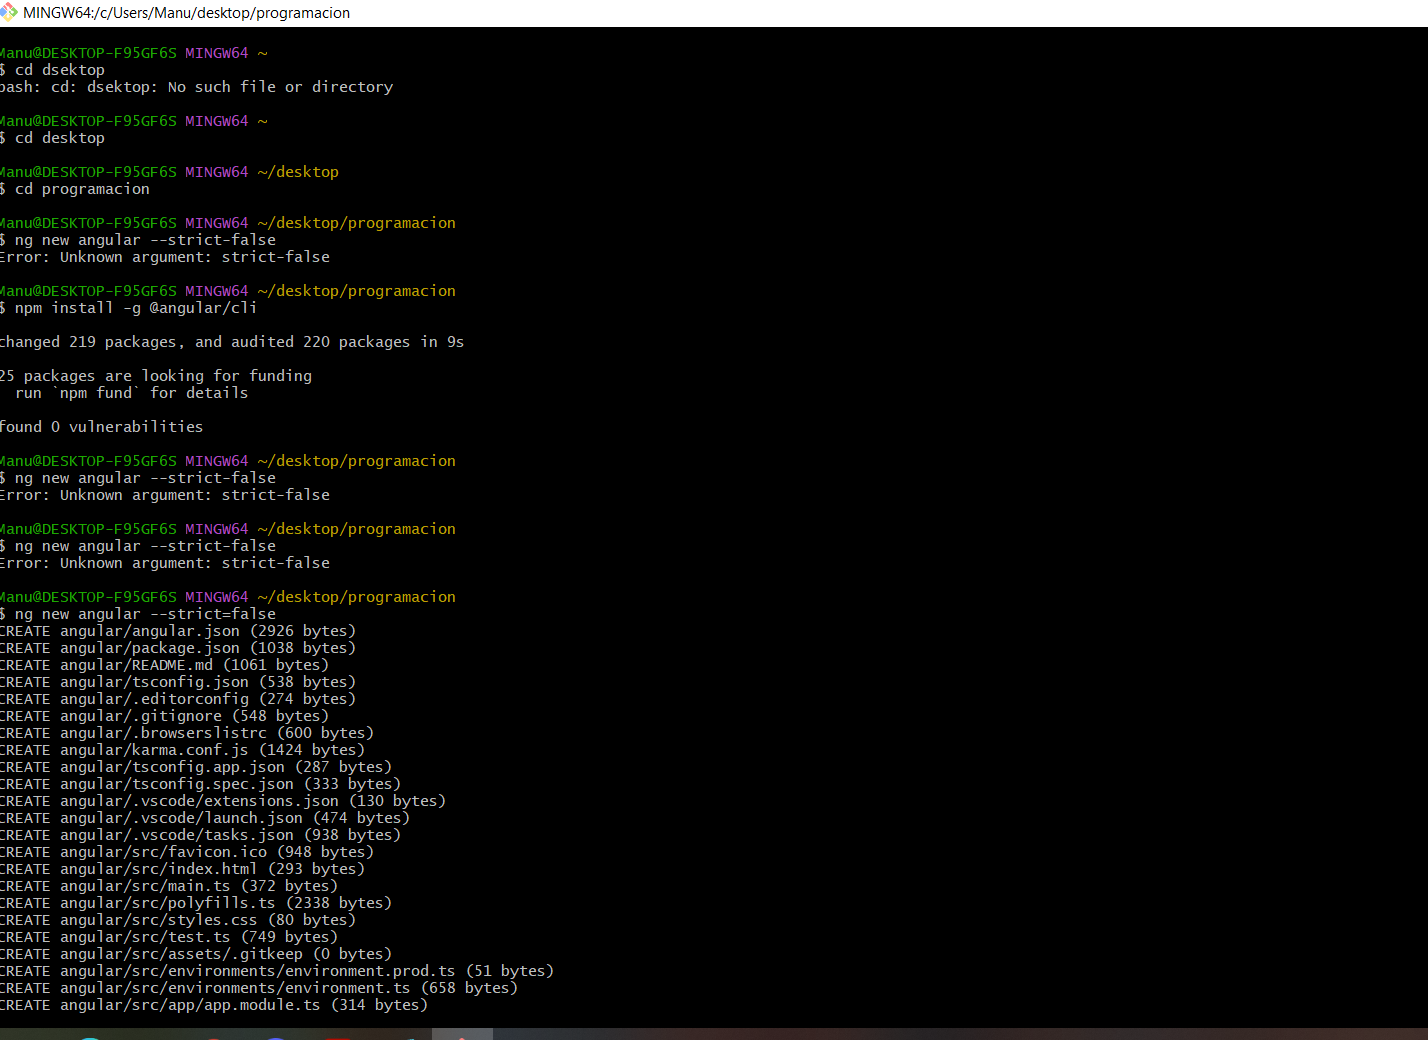 MINGW64:/c/Users/Manu/desktop/programacion
Manu@DESKTOP-F95GF6S MINGW64 ~
$ cd dsektop
bash: cd: dsektop: No such file or directory
Manu@DESKTOP-F95GF6S MINGW64 ~
$ cd desktop
Manu@DESKTOP-F95GF6S MINGW64 ~/desktop
$ cd programacion
Manu@DESKTOP-F95GF6S MINGW64 ~/desktop/programacion
$ ng new angular --strict-false
Error: Unknown argument: strict-false
Manu@DESKTOP-F95GF6S MINGW64 ~/desktop/programacion
$ npm install -g @angular/cli
changed 219 packages, and audited 220 packages in 9s
25 packages are looking for funding
run `npm fund` for details
found 0 vulnerabilities
Manu@DESKTOP-F95GF6S MINGW64 ~/desktop/programacion
$ ng new angular --strict-false
Error: Unknown argument: strict-false
Manu@DESKTOP-F95GF6S MINGW64 ~/desktop/programacion
$ ng new angular --strict-false
Error: Unknown argument: strict-false
Manu@DESKTOP-F95GF6S MINGW64 ~/desktop/programacion
$ ng new angular --strict=false
CREATE angular/angular.json (2926 bytes)
CREATE angular/package.json (1038 bytes)
CREATE angular/README.md (1061 bytes)
CREATE angular/tsconfig.json (538 bytes)
CREATE angular/.editorconfig (274 bytes)
CREATE angular/.gitignore (548 bytes)
CREATE angular/.browserslistrc (600 bytes)
CREATE angular/karma.conf.js (1424 bytes)
CREATE angular/tsconfig.app.json (287 bytes)
CREATE angular/tsconfig.spec.json (333 bytes)
CREATE angular/.vscode/extensions.json (130 bytes)
CREATE angular/.vscode/launch.json (474 bytes)
CREATE angular/.vscode/tasks.json (938 bytes)
CREATE angular/src/favicon.ico (948 bytes)
CREATE angular/src/index.html (293 bytes)
CREATE angular/src/main.ts (372 bytes)
CREATE angular/src/polyfills.ts (2338 bytes)
CREATE angular/src/styles.css (80 bytes)
CREATE angular/src/test.ts (749 bytes)
CREATE angular/src/assets/.gitkeep (0 bytes)
CREATE angular/src/environments/environment.prod.ts (51 bytes)
CREATE angular/src/environments/environment.ts (658 bytes)
CREATE angular/src/app/app.module.ts (314 bytes)